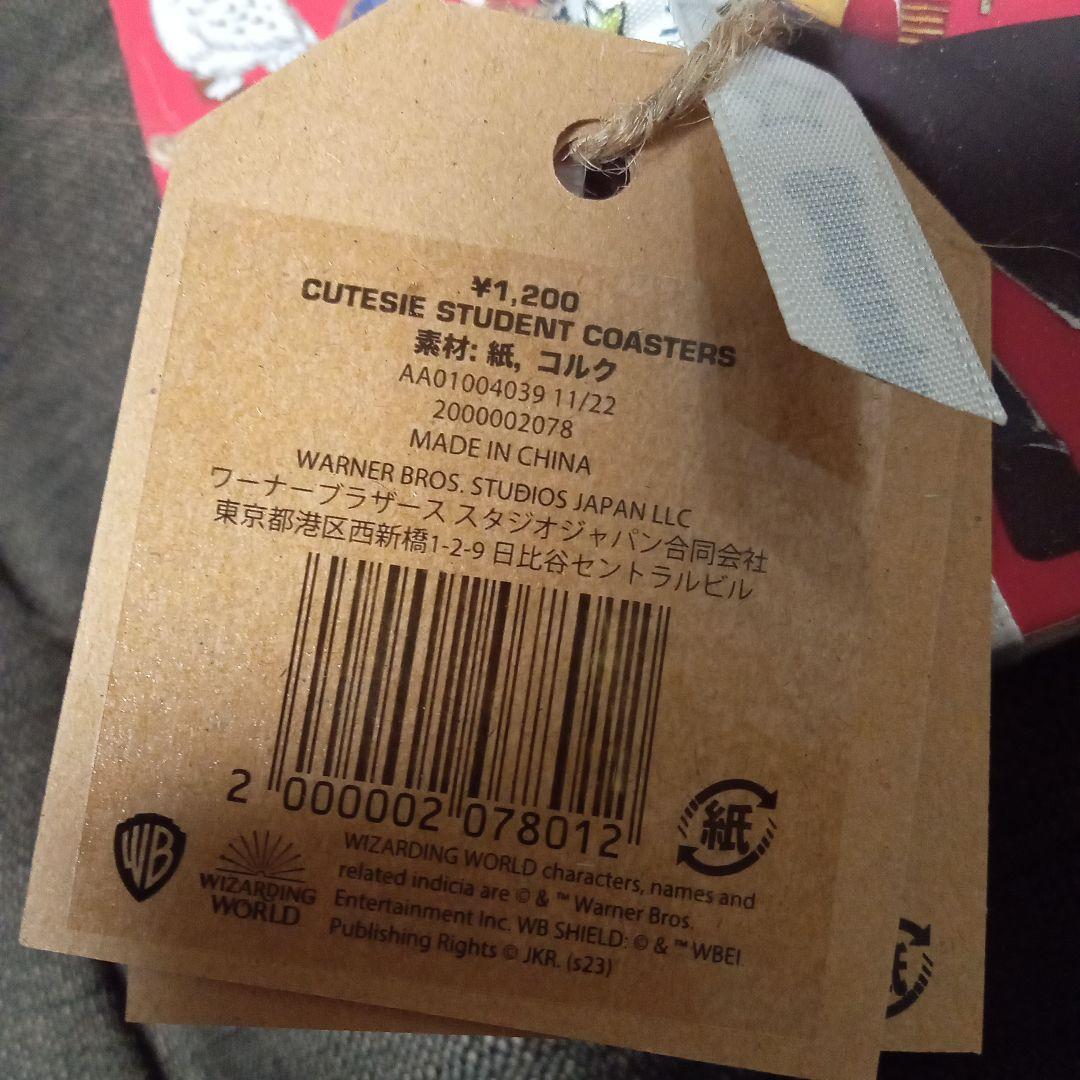 ¥1,200
CUTESIE STUDENT COASTERS
素材: 紙, コルク
AA01004039 11/22
2000002078
MADE IN CHINA
WARNER BROS. STUDIOS JAPAN LLC
ワーナーブラザース スタジオジャパン合同会社
東京都港区西新橋1-2-9 日比谷セントラルビル
2 000002 078012
紙
WB
WIZARDING
WORLD
WIZARDING WORLD characters, names and
related indicia are © & ™ Warner Bros.
Entertainment Inc. WB SHIELD: © & ™ WBEI.
Publishing Rights © JKR. (s23)